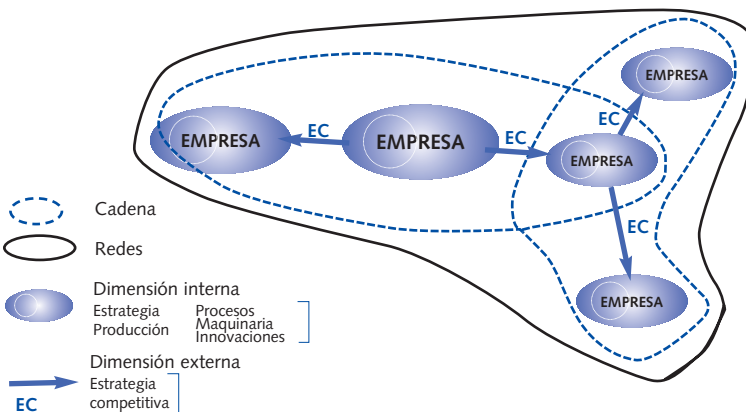 EMPRESA
EC
EMPRESA
EC
EMPRESA
EC
EMPRESA
EC
EMPRESA
Cadena
Redes
Dimensión interna
Estrategia Procesos
Producción Maquinaria
Innovaciones
Dimensión externa
Estrategia
competitiva
EC